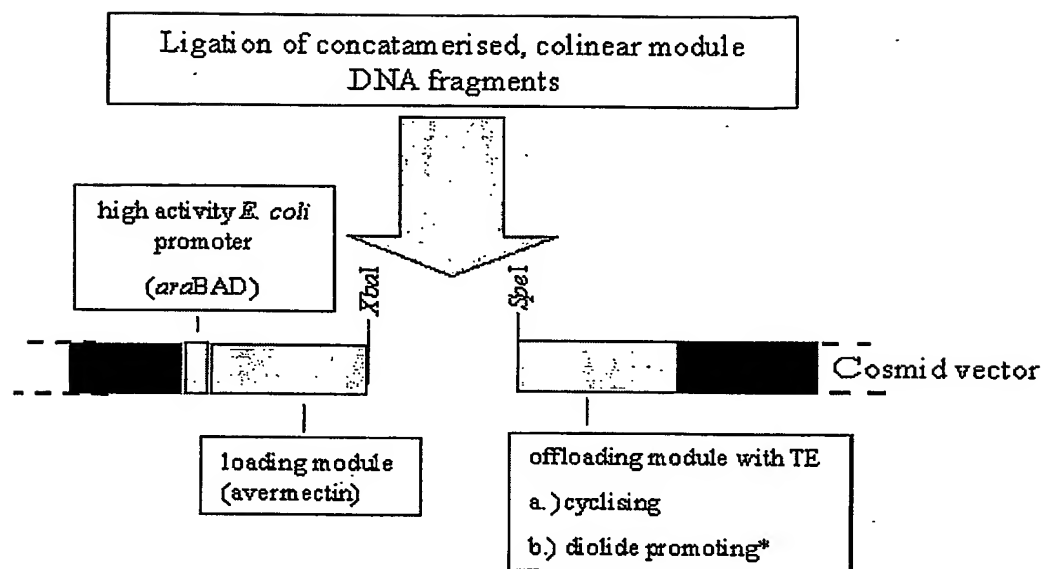 Ligation of concatamerised, colinear module
DNA fragments
high activity E. coli
promoter
(araBAD)
XbaI
SpeI
Cosmid vector
loading module
(avermectin)
offloading module with TE
a.) cyclising
b.) diolide promoting*